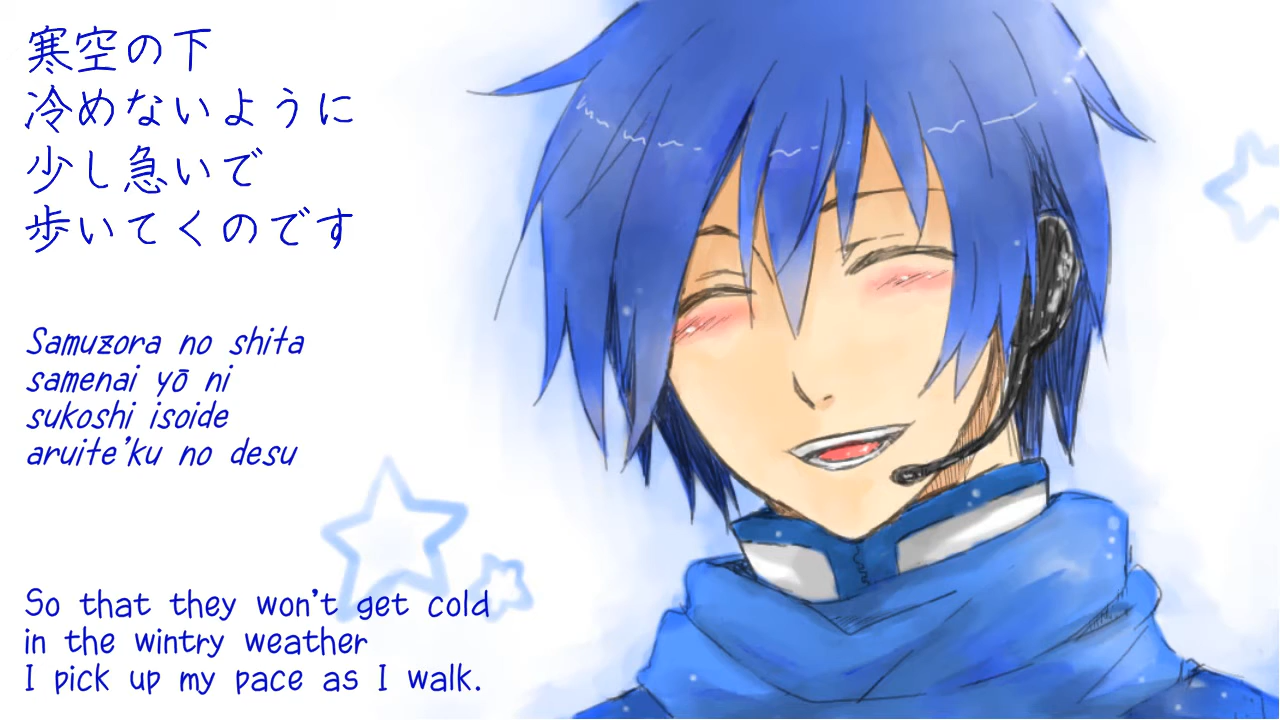 寒空の下
冷めないように
少し急いで
歩いてくのです
Samuzora no shita
samenai yō ni
sukoshi isoide
aruite'ku no desu
So that they won't get cold
in the wintry weather
I pick up my pace as I walk.